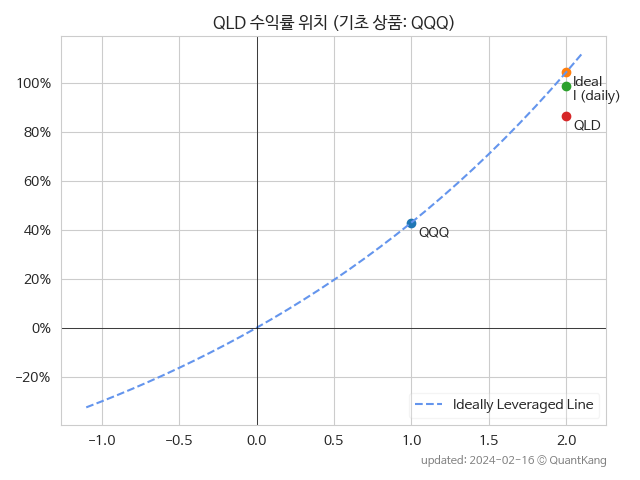 QLD 수익률 위치 (기초 상품: QQQ)
100%
80%
60%
40%
20%
0%
−20%
Ideal
I (daily)
QLD
QQQ
Ideally Leveraged Line
−1.0 −0.5 0.0 0.5 1.0 1.5 2.0
updated: 2024-02-16 © QuantKang